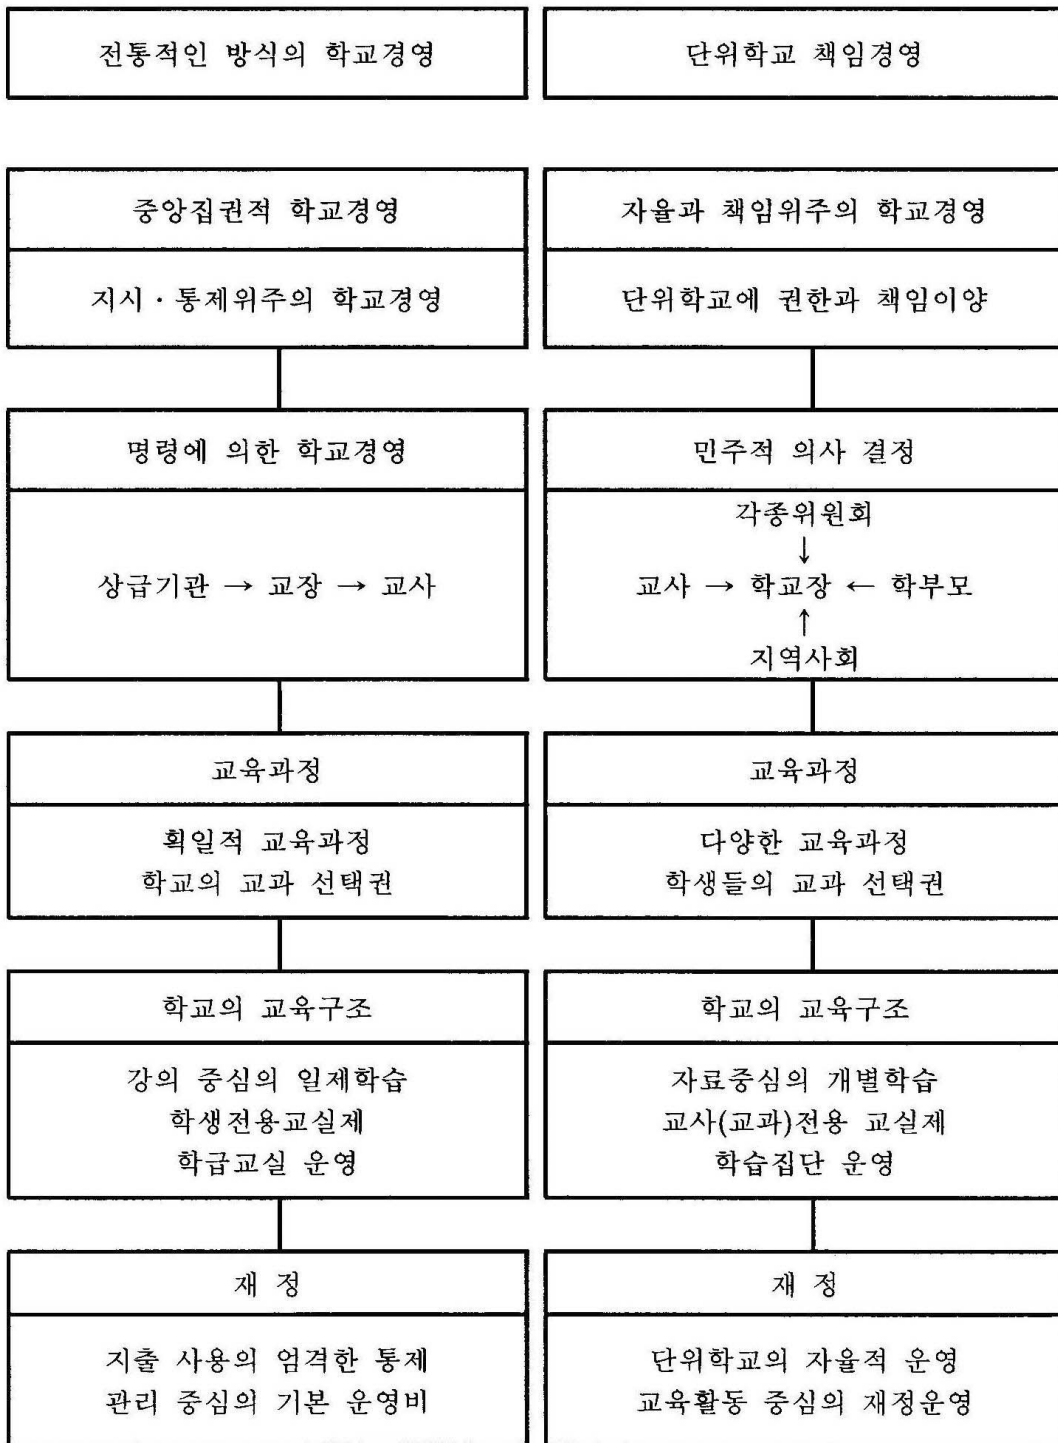 전통적인 방식의 학교경영
단위학교 책임경영
중앙집권적 학교경영
지시·통제위주의 학교경영
자율과 책임위주의 학교경영
단위학교에 권한과 책임이양
명령에 의한 학교경영
상급기관 → 교장 → 교사
민주적 의사 결정
각종위원회
↓
교사 → 학교장 ← 학부모
↑
지역사회
교육과정
획일적 교육과정
학교의 교과 선택권
교육과정
다양한 교육과정
학생들의 교과 선택권
학교의 교육구조
강의 중심의 일제학습
학생전용교실제
학급교실 운영
학교의 교육구조
자료중심의 개별학습
교사(교과)전용 교실제
학습집단 운영
재 정
지출 사용의 엄격한 통제
관리 중심의 기본 운영비
재 정
단위학교의 자율적 운영
교육활동 중심의 재정운영